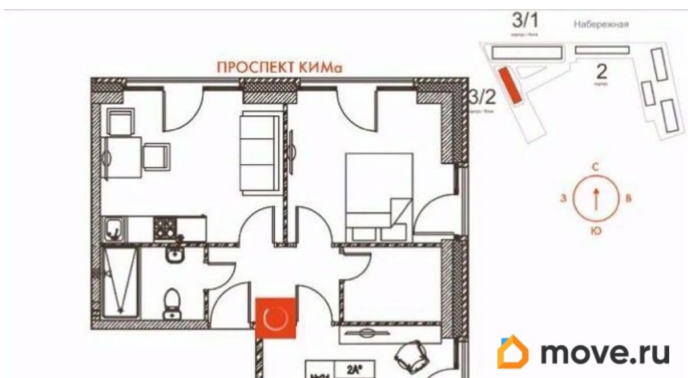 3/1
Набережная
ПРОСПЕКТ КИМа
2
3/2
С
З
В
Ю
2А
move.ru